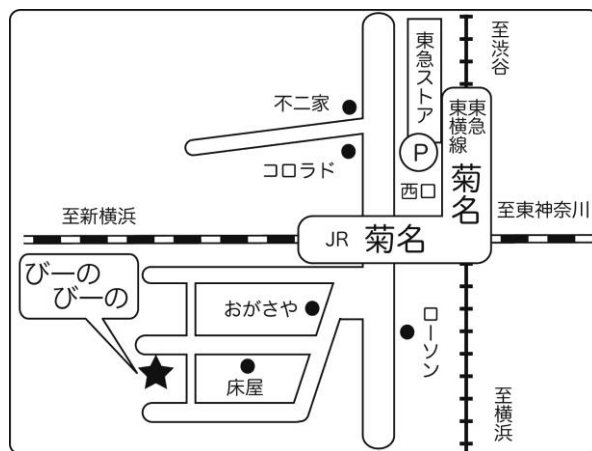 至渋谷
東急ストア
東急
東横線
菊名
不二家
P
コロラド
西口
至新横浜
至東神奈川
JR 菊名
びーの
びーの
おがさや
ローソン
床屋
至横浜